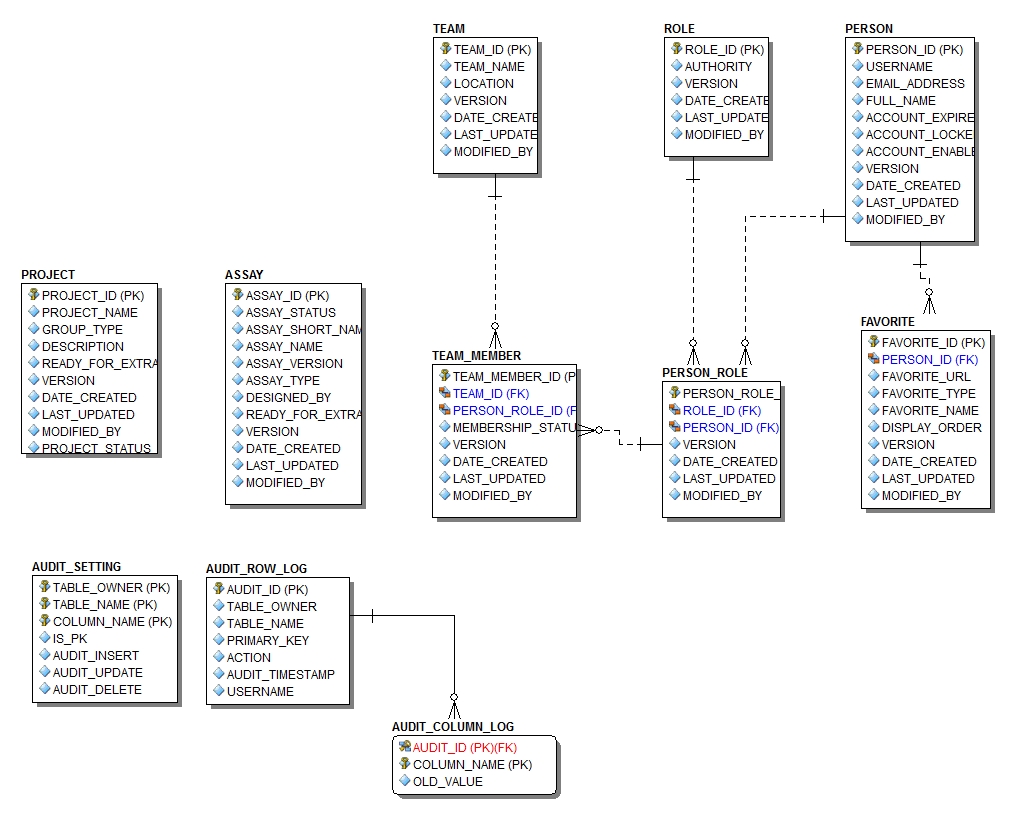 TEAM
TEAM_ID (PK)
TEAM_NAME
LOCATION
VERSION
DATE_CREATE
LAST_UPDATE
MODIFIED_BY
ROLE
ROLE_ID (PK)
AUTHORITY
VERSION
DATE_CREATE
LAST_UPDATE
MODIFIED_BY
PERSON
PERSON_ID (PK)
USERNAME
EMAIL_ADDRESS
FULL_NAME
ACCOUNT_EXPIRE
ACCOUNT_LOCKE
ACCOUNT_ENABLE
VERSION
DATE_CREATED
LAST_UPDATED
MODIFIED_BY
PROJECT
PROJECT_ID (PK)
PROJECT_NAME
GROUP_TYPE
DESCRIPTION
READY_FOR_EXTRA
VERSION
DATE_CREATED
LAST_UPDATED
MODIFIED_BY
PROJECT_STATUS
ASSAY
ASSAY_ID (PK)
ASSAY_STATUS
ASSAY_SHORT_NAM
ASSAY_NAME
ASSAY_VERSION
ASSAY_TYPE
DESIGNED_BY
READY_FOR_EXTRA
VERSION
DATE_CREATED
LAST_UPDATED
MODIFIED_BY
TEAM_MEMBER
TEAM_MEMBER_ID (P
TEAM_ID (FK)
PERSON_ROLE_ID (F
MEMBERSHIP_STATU
VERSION
DATE_CREATED
LAST_UPDATED
MODIFIED_BY
PERSON_ROLE
PERSON_ROLE_
ROLE_ID (FK)
PERSON_ID (FK)
VERSION
DATE_CREATED
LAST_UPDATED
MODIFIED_BY
FAVORITE
FAVORITE_ID (PK)
PERSON_ID (FK)
FAVORITE_URL
FAVORITE_TYPE
FAVORITE_NAME
DISPLAY_ORDER
VERSION
DATE_CREATED
LAST_UPDATED
MODIFIED_BY
AUDIT_SETTING
TABLE_OWNER (PK)
TABLE_NAME (PK)
COLUMN_NAME (PK)
IS_PK
AUDIT_INSERT
AUDIT_UPDATE
AUDIT_DELETE
AUDIT_ROW_LOG
AUDIT_ID (PK)
TABLE_OWNER
TABLE_NAME
PRIMARY_KEY
ACTION
AUDIT_TIMESTAMP
USERNAME
AUDIT_COLUMN_LOG
AUDIT_ID (PK)(FK)
COLUMN_NAME (PK)
OLD_VALUE